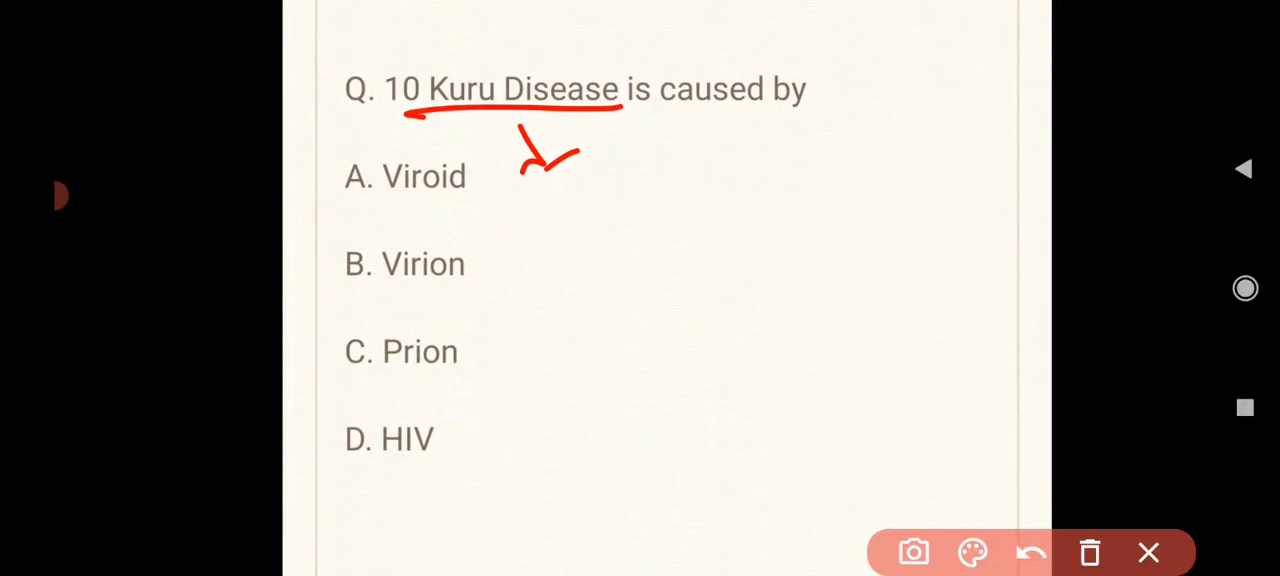 Q. 10 Kuru Disease is caused by
A. Viroid
B. Virion
C. Prion
D. HIV